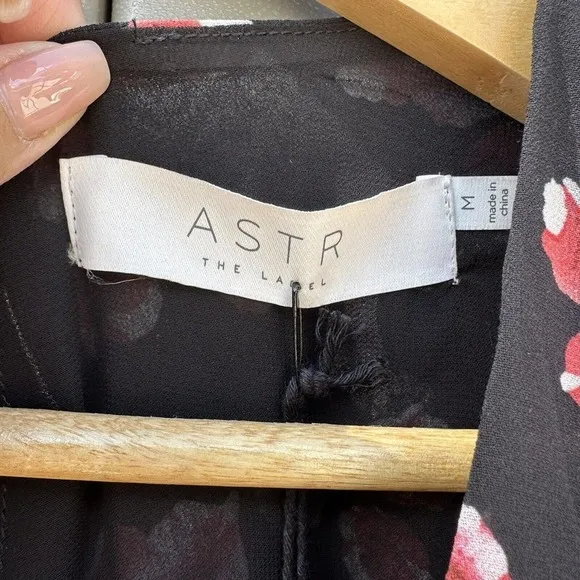 ASTR
THE LABEL
M
made in
china